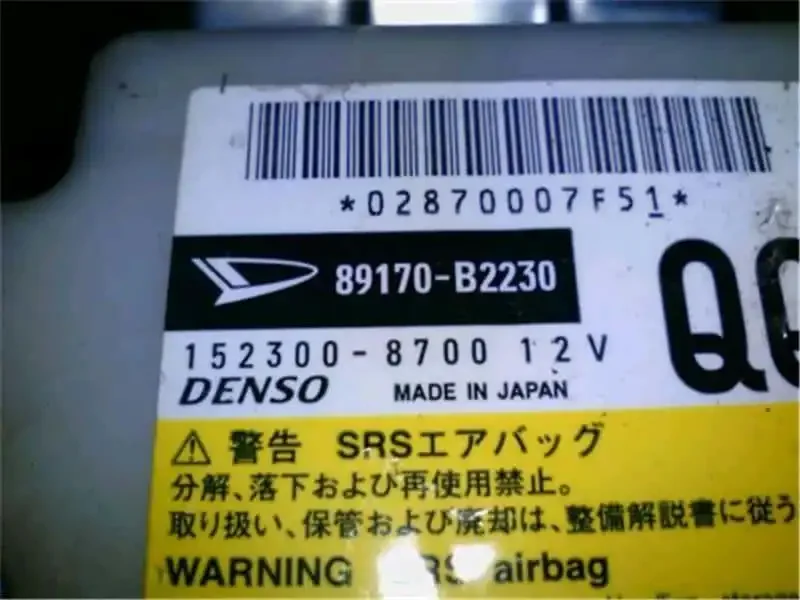 *02870007F51*
89170-B2230
152300-8700 12V
DENSO MADE IN JAPAN
警告 SRSエアバッグ
分解、落下および再使用禁止。
取り扱い、保管および廃却は、整備解説書に従う
WARNING airbag